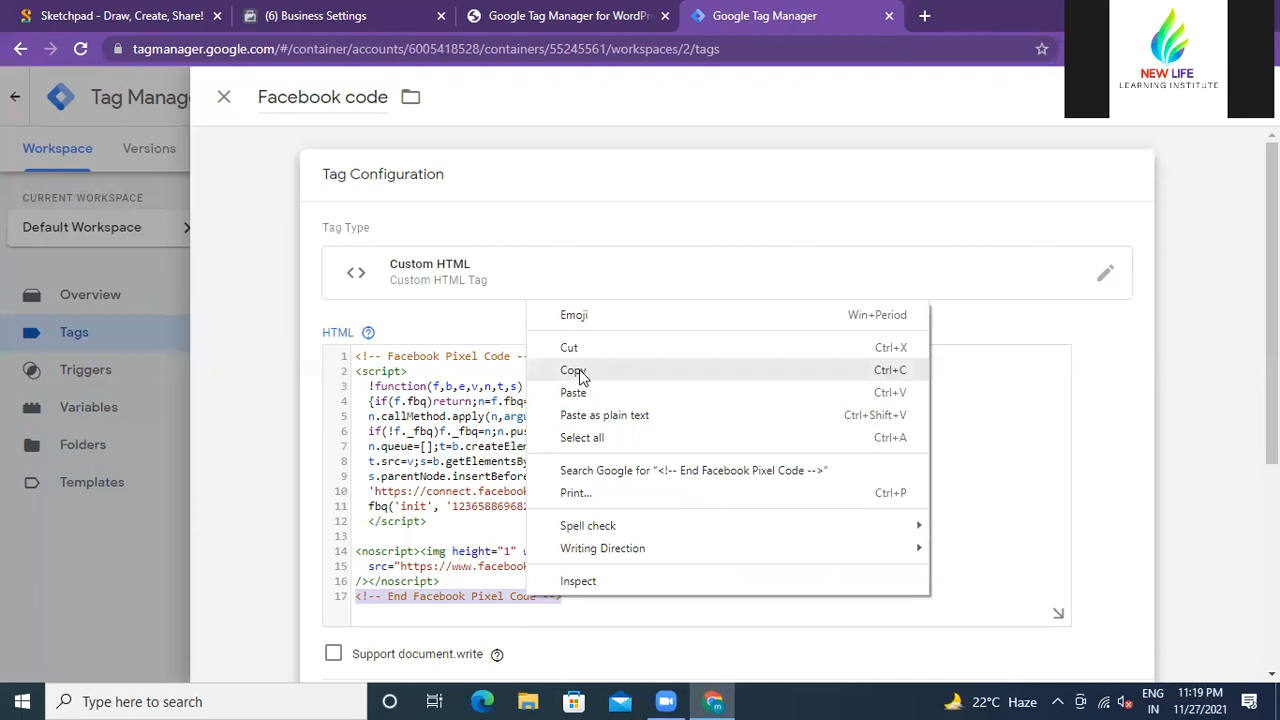 Sketchpad - Draw, Create, Share!
(6) Business Settings
Google Tag Manager for WordPr
Google Tag Manager
tagmanager.google.com/#/container/accounts/6005418528/containers/55245561/workspaces/2/tags
NEW LIFE
LEARNING INSTITUTE
Tag Manage
Facebook code
Workspace
Versions
CURRENT WORKSPACE
Default Workspace
Overview
Tags
Triggers
Variables
Folders
Templates
Tag Configuration
Tag Type
Custom HTML
Custom HTML Tag
HTML
1 <!-- Facebook Pixel Code --
2 <script>
3 !function(f,b,e,v,n,t,s)
4 {if(f.fbq)return;n=f.fbq
5 n.callMethod.apply(n,argu
6 if(!f._fbq)f._fbq=n;n.pus
7 n.queue=[];t=b.createElem
8 t.src=v;s=b.getElementsBy
9 s.parentNode.insertBefore
10 'https://connect.facebook
11 fbq('init', '12365886968
12 </script>
13
14 <noscript><img height="1"
15 src="https://www.facebook
16 /></noscript>
17 <!-- End Facebook Pixel Code -->
Emoji Win+Period
Cut Ctrl+X
Copy Ctrl+C
Paste Ctrl+V
Paste as plain text Ctrl+Shift+V
Select all Ctrl+A
Search Google for "<!-- End Facebook Pixel Code -->"
Print... Ctrl+P
Spell check
Writing Direction
Inspect
Support document.write
Type here to search
22°C Haze
ENG
IN
11:19 PM
11/27/2021